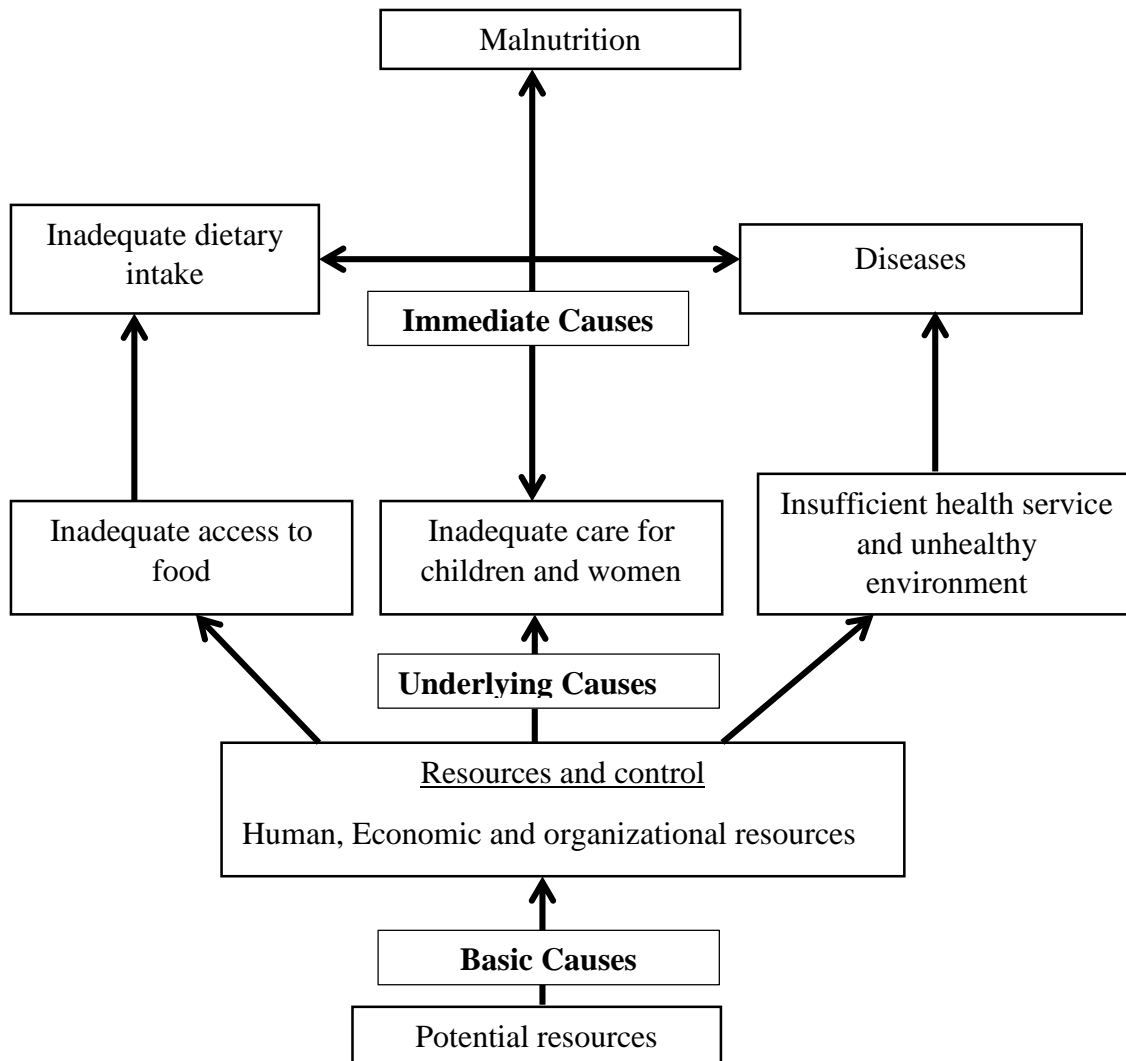 Malnutrition
Inadequate dietary
intake
Diseases
Immediate Causes
Inadequate access to
food
Inadequate care for
children and women
Insufficient health service
and unhealthy
environment
Underlying Causes
Resources and control
Human, Economic and organizational resources
Basic Causes
Potential resources